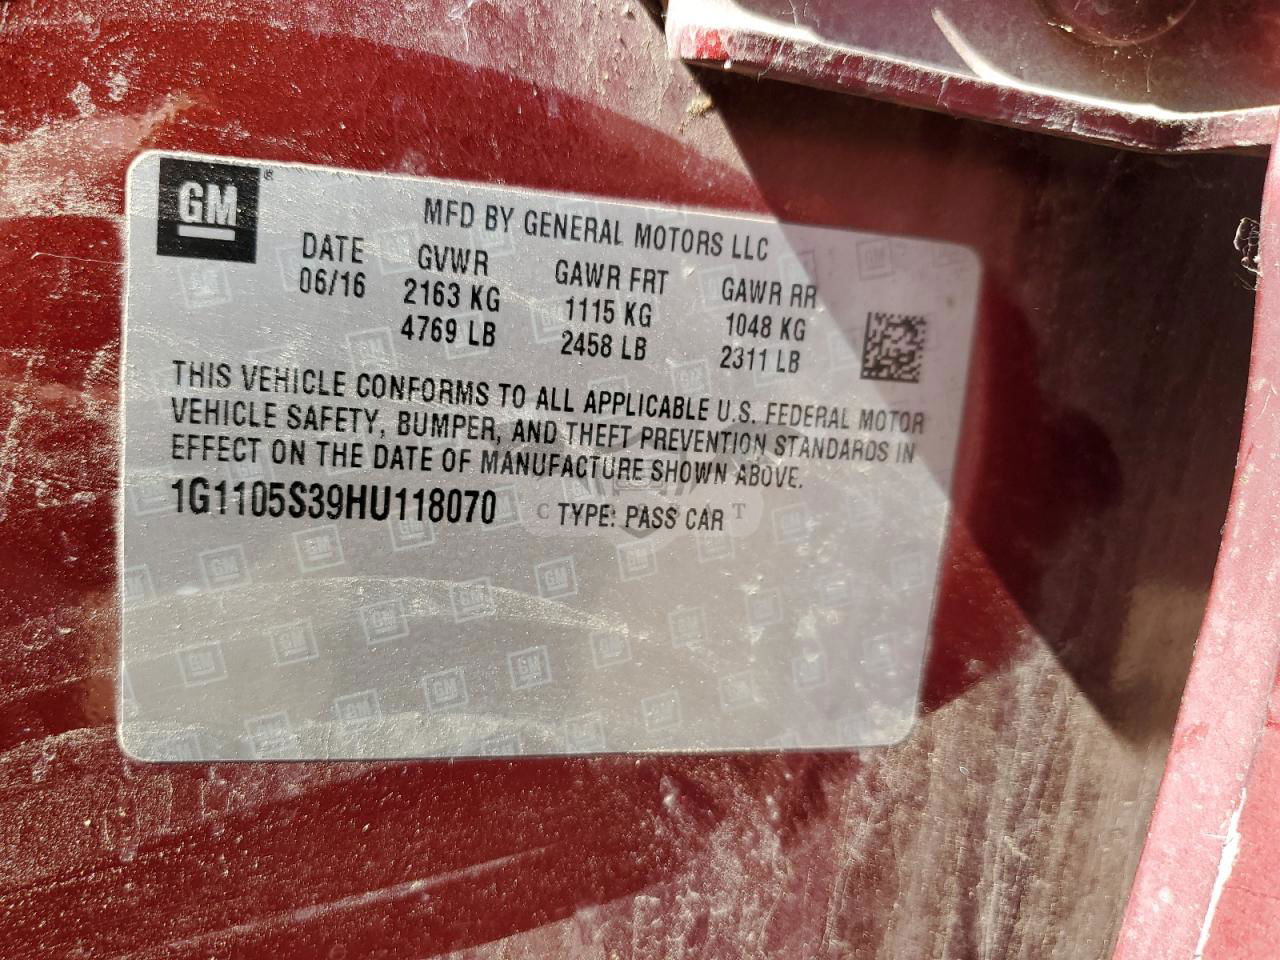 GM®
MFD BY GENERAL MOTORS LLC
DATE GVWR GAWR FRT GAWR RR
06/16 2163 KG 1115 KG 1048 KG
4769 LB 2458 LB 2311 LB
THIS VEHICLE CONFORMS TO ALL APPLICABLE U.S. FEDERAL MOTOR
VEHICLE SAFETY, BUMPER, AND THEFT PREVENTION STANDARDS IN
EFFECT ON THE DATE OF MANUFACTURE SHOWN ABOVE.
1G1105S39HU118070 TYPE: PASS CAR